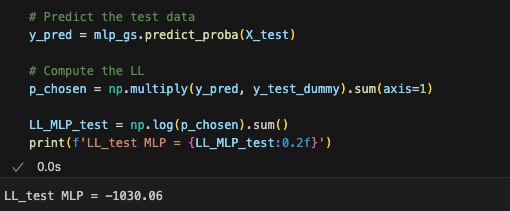 # Predict the test data
y_pred = mlp_gs.predict_proba(X_test)
# Compute the LL
p_chosen = np.multiply(y_pred, y_test_dummy).sum(axis=1)
LL_MLP_test = np.log(p_chosen).sum()
print(f'LL_test MLP = {LL_MLP_test:0.2f}')
✓ 0.0s
LL_test MLP = -1030.06